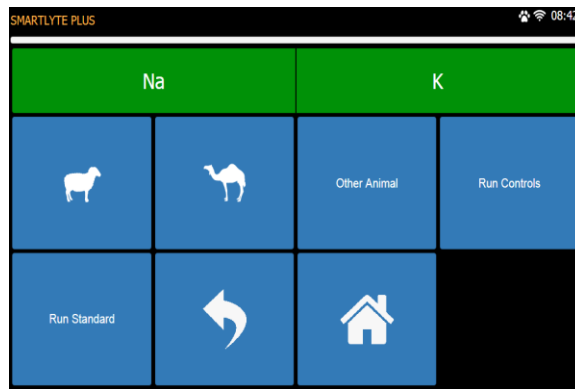 SMARTLYTE PLUS 08:42
Na K
Other Animal Run Controls
Run Standard